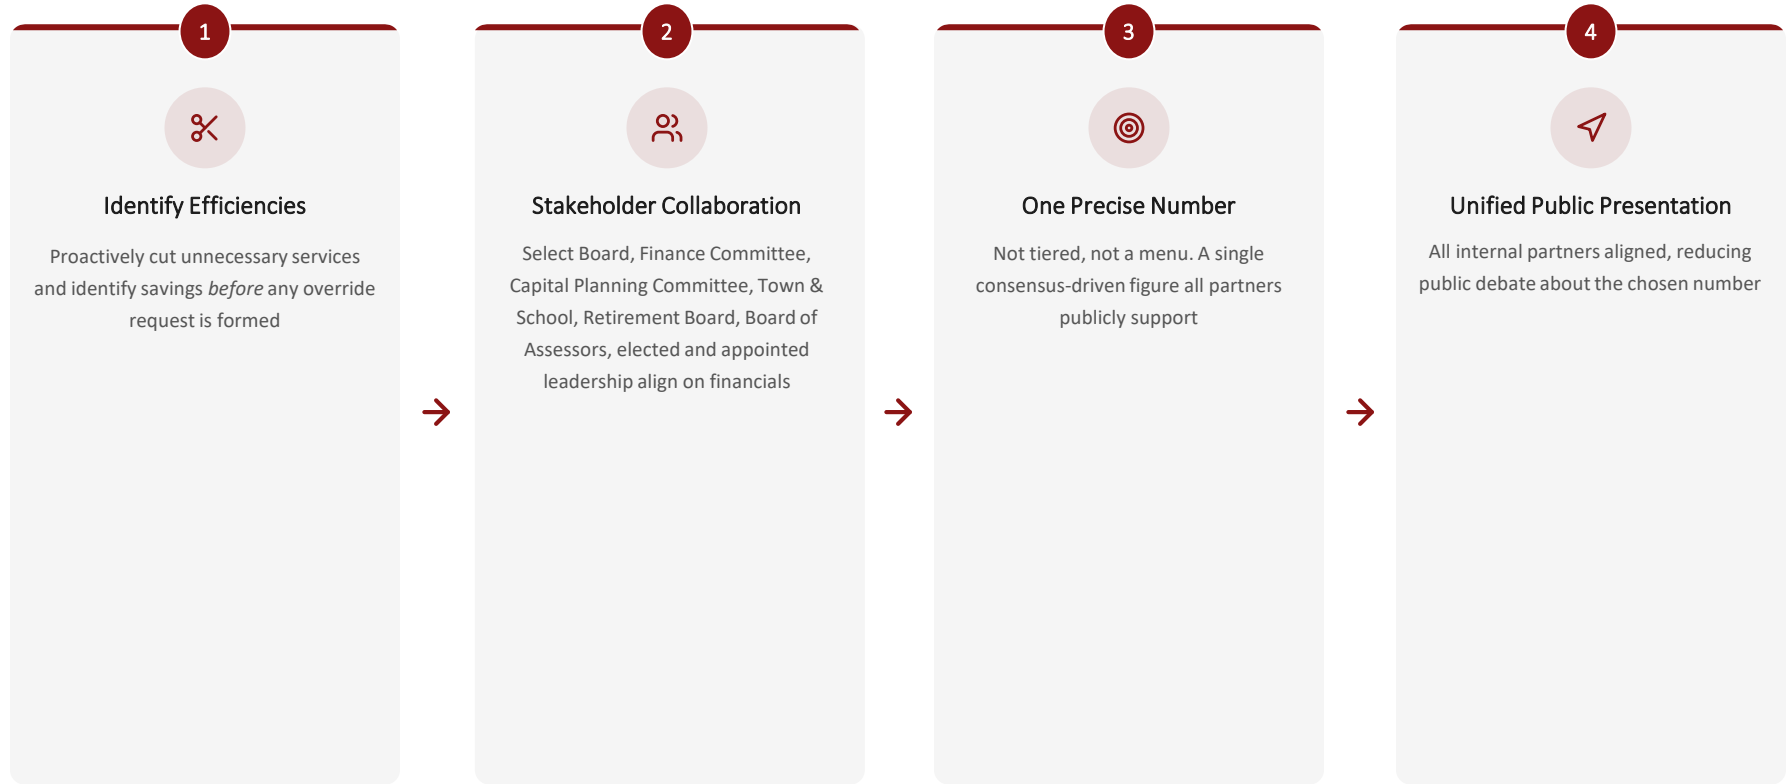 1
Identify Efficiencies
Proactively cut unnecessary services
and identify savings before any override
request is formed
2
Stakeholder Collaboration
Select Board, Finance Committee,
Capital Planning Committee, Town &
School, Retirement Board, Board of
Assessors, elected and appointed
leadership align on financials
3
One Precise Number
Not tiered, not a menu. A single
consensus-driven figure all partners
publicly support
4
Unified Public Presentation
All internal partners aligned, reducing
public debate about the chosen number